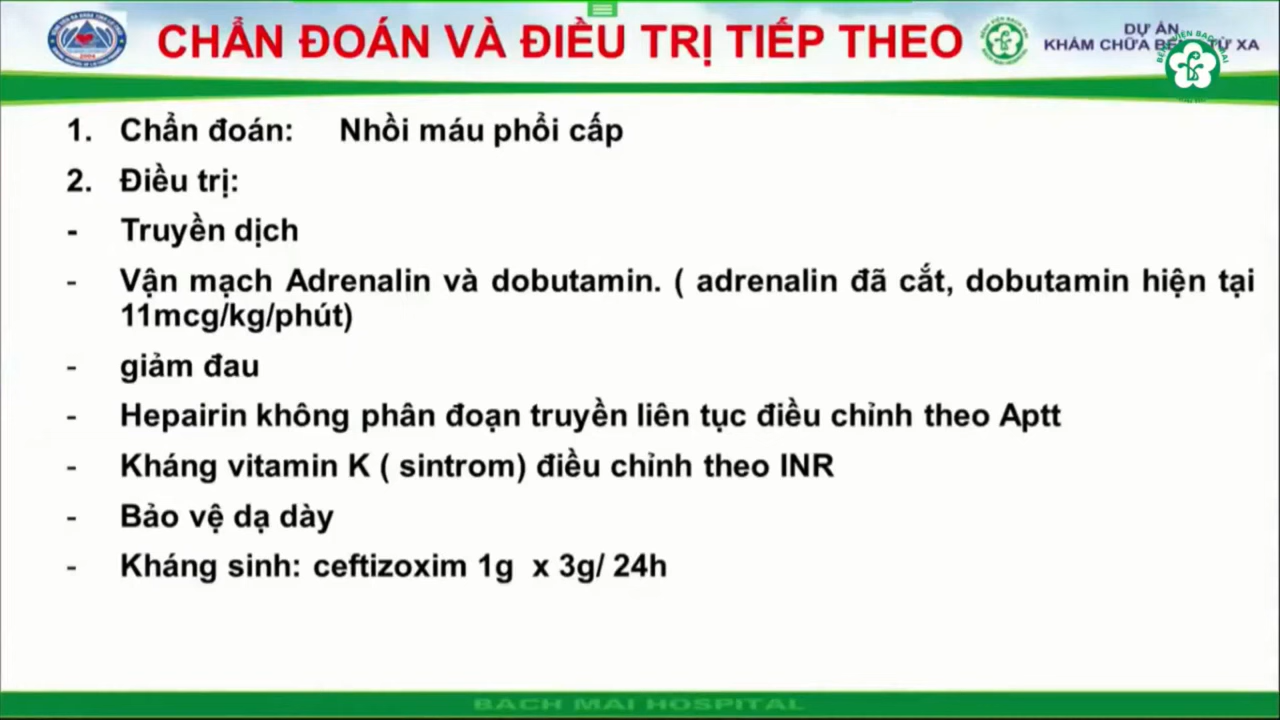 CHẨN ĐOÁN VÀ ĐIỀU TRỊ TIẾP THEO
DỰ ÁN
KHÁM CHỮA BỆNH TỪ XA
1. Chẩn đoán: Nhồi máu phổi cấp
2. Điều trị:
- Truyền dịch
- Vận mạch Adrenalin và dobutamin. ( adrenalin đã cắt, dobutamin hiện tại
11mcg/kg/phút)
- giảm đau
- Hepairin không phân đoạn truyền liên tục điều chỉnh theo Aptt
- Kháng vitamin K ( sintrom) điều chỉnh theo INR
- Bảo vệ dạ dày
- Kháng sinh: ceftizoxim 1g x 3g/ 24h
BACH MAI HOSPITAL